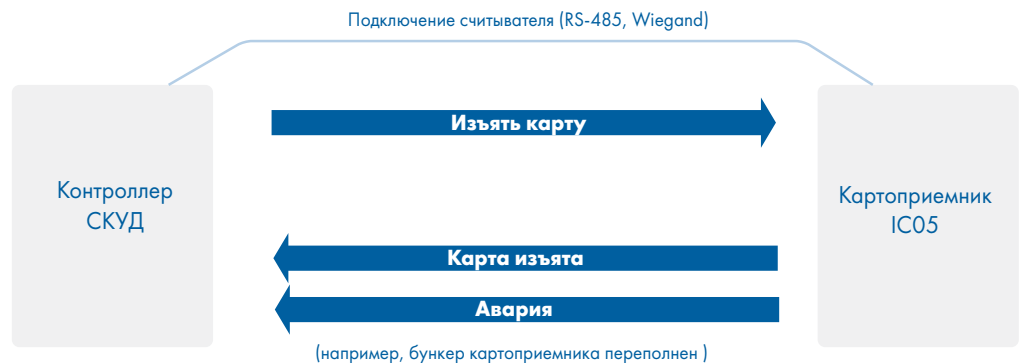 Подключение считывателя (RS-485, Wiegand)
Изъять карту
Контроллер
СКУД
Картоприемник
IC05
Карта изъята
Авария
(например, бункер картоприемника переполнен )